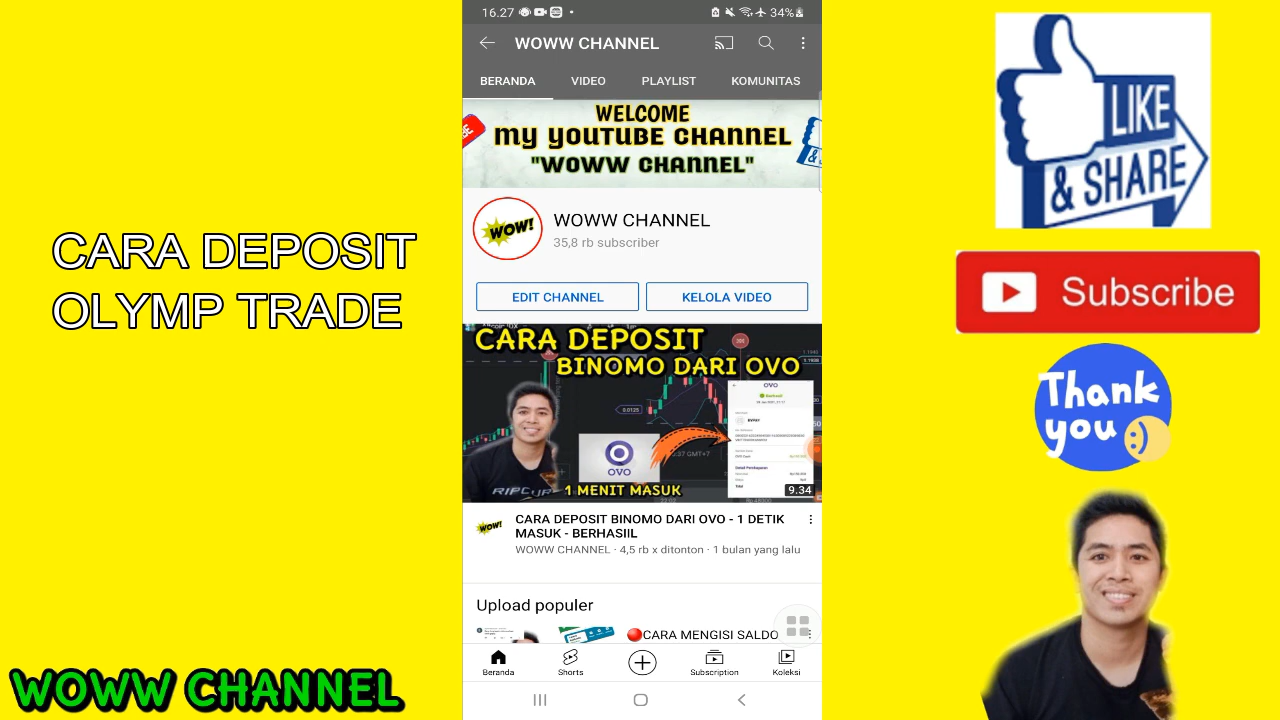 CARA DEPOSIT
OLYMP TRADE
WOWW CHANNEL
16.27
34%
WOWW CHANNEL
BERANDA VIDEO PLAYLIST KOMUNITAS
WELCOME
MY YOUTUBE CHANNEL
"WOWW CHANNEL"
WOW!
WOWW CHANNEL
35,8 rb subscriber
EDIT CHANNEL KELOLA VIDEO
CARA DEPOSIT
BINOMO DARI OVO
OVO
OVO
RIPCUR
1 MENIT MASUK
9.34
WOW!
CARA DEPOSIT BINOMO DARI OVO - 1 DETIK
MASUK - BERHASIIL
WOWW CHANNEL · 4,5 rb x ditonton · 1 bulan yang lalu
Upload populer
CARA MENGISI SALDO
Beranda Shorts Subscription Koleksi
LIKE
& SHARE
Subscribe
Thank
you